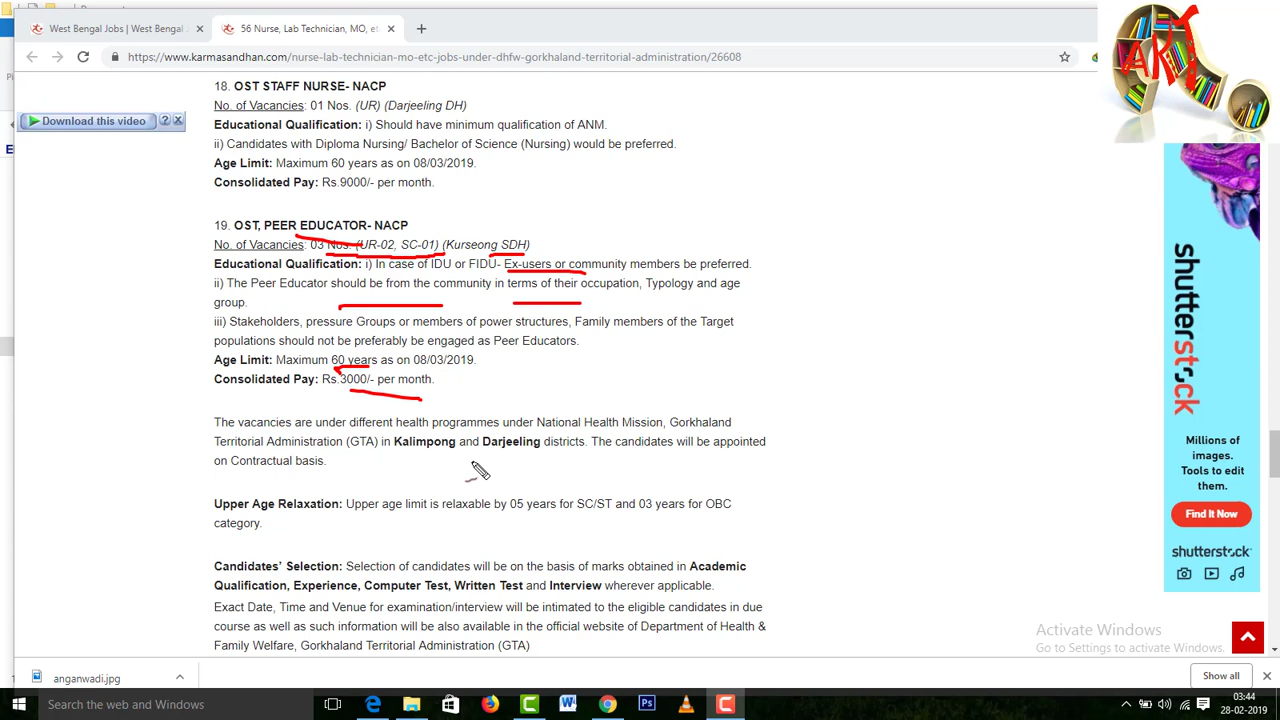 West Bengal Jobs | West Bengal J
56 Nurse, Lab Technician, MO, et
https://www.karmasandhan.com/nurse-lab-technician-mo-etc-jobs-under-dhfw-gorkhaland-territorial-administration/26608
ART
Download this video
18. OST STAFF NURSE- NACP
No. of Vacancies: 01 Nos. (UR) (Darjeeling DH)
Educational Qualification: i) Should have minimum qualification of ANM.
ii) Candidates with Diploma Nursing/ Bachelor of Science (Nursing) would be preferred.
Age Limit: Maximum 60 years as on 08/03/2019.
Consolidated Pay: Rs.9000/- per month.
19. OST, PEER EDUCATOR- NACP
No. of Vacancies: 03 Nos. (UR-02, SC-01) (Kurseong SDH)
Educational Qualification: i) In case of IDU or FIDU- Ex-users or community members be preferred.
ii) The Peer Educator should be from the community in terms of their occupation, Typology and age
group.
iii) Stakeholders, pressure Groups or members of power structures, Family members of the Target
populations should not be preferably be engaged as Peer Educators.
Age Limit: Maximum 60 years as on 08/03/2019.
Consolidated Pay: Rs.3000/- per month.
The vacancies are under different health programmes under National Health Mission, Gorkhaland
Territorial Administration (GTA) in Kalimpong and Darjeeling districts. The candidates will be appointed
on Contractual basis.
Upper Age Relaxation: Upper age limit is relaxable by 05 years for SC/ST and 03 years for OBC
category.
Candidates' Selection: Selection of candidates will be on the basis of marks obtained in Academic
Qualification, Experience, Computer Test, Written Test and Interview wherever applicable.
Exact Date, Time and Venue for examination/interview will be intimated to the eligible candidates in due
course as well as such information will be also available in the official website of Department of Health &
Family Welfare, Gorkhaland Territorial Administration (GTA)
shutterstock
Millions of
images.
Tools to edit
them.
Find It Now
shutterstock
Activate Windows
Go to Settings to activate Windows.
anganwadi.jpg
Show all
Search the web and Windows
03:44
28-02-2019